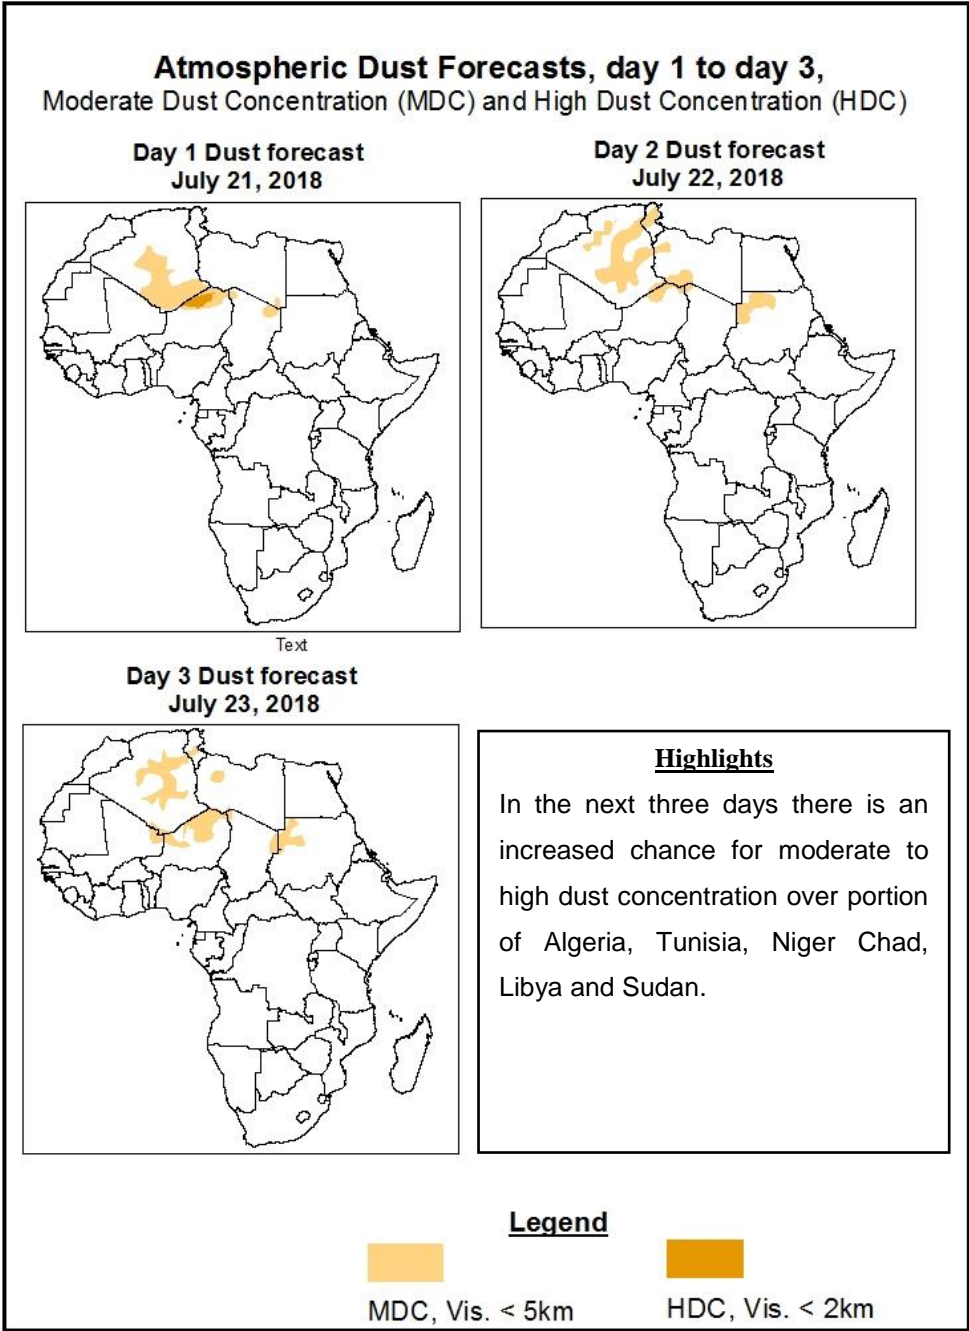 Atmospheric Dust Forecasts, day 1 to day 3,
Moderate Dust Concentration (MDC) and High Dust Concentration (HDC)
Day 1 Dust forecast
July 21, 2018
Day 2 Dust forecast
July 22, 2018
Text
Day 3 Dust forecast
July 23, 2018
Highlights
In the next three days there is an
increased chance for moderate to
high dust concentration over portion
of Algeria, Tunisia, Niger Chad,
Libya and Sudan.
Legend
MDC, Vis. < 5km
HDC, Vis. < 2km